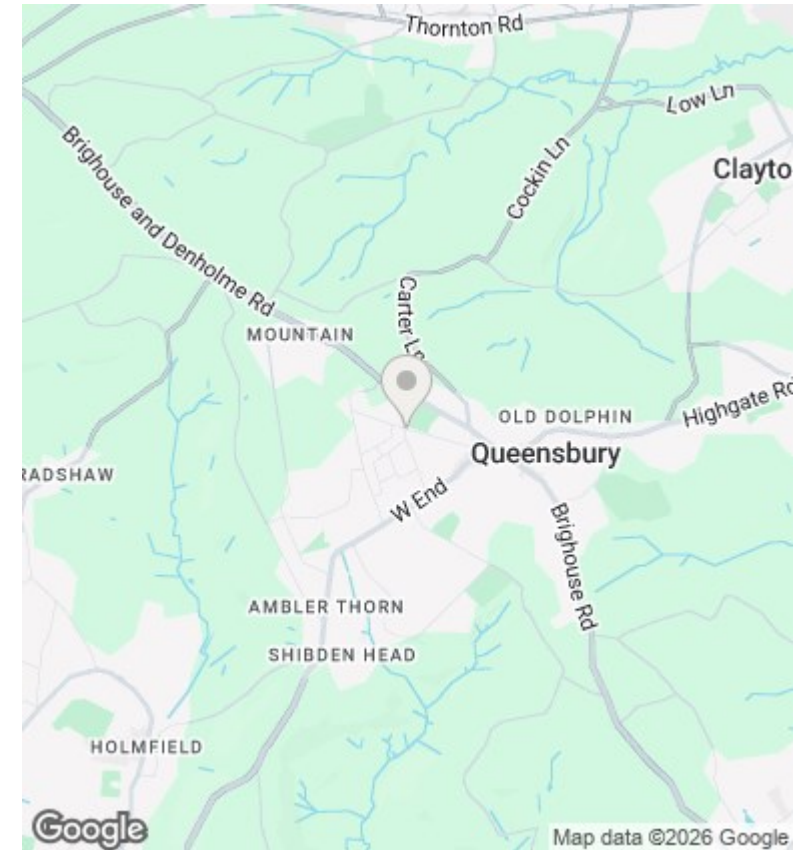 Thornton Rd
Low Ln
Clayto
Cockin Ln
Brighouse and Denholme Rd
Carter Ln
MOUNTAIN
OLD DOLPHIN
Highgate Rd
Queensbury
RADSHAW
W End
Brighouse Rd
AMBLER THORN
SHIBDEN HEAD
HOLMFIELD
Google
Map data ©2026 Google